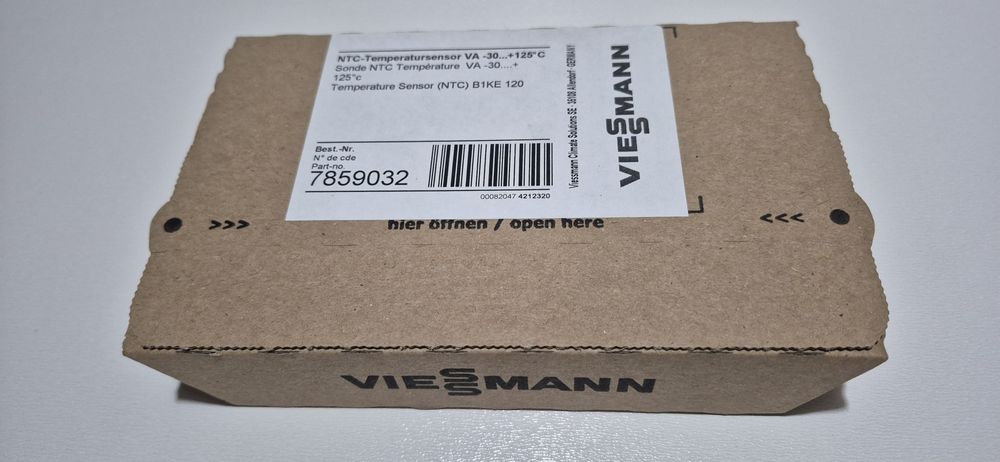 NTC-Temperatursensor VA -30...+125°C
Sonde NTC Température VA -30....+
125°c
Temperature Sensor (NTC) B1KE 120
Best.-Nr.
N° de cde
Part-no.
7859032
00082047 4212320
Viessmann Climate Solutions SE · 35108 Allendorf · GERMANY
VIESSMANN
>>> hier öffnen / open here <<<
VIESSMANN